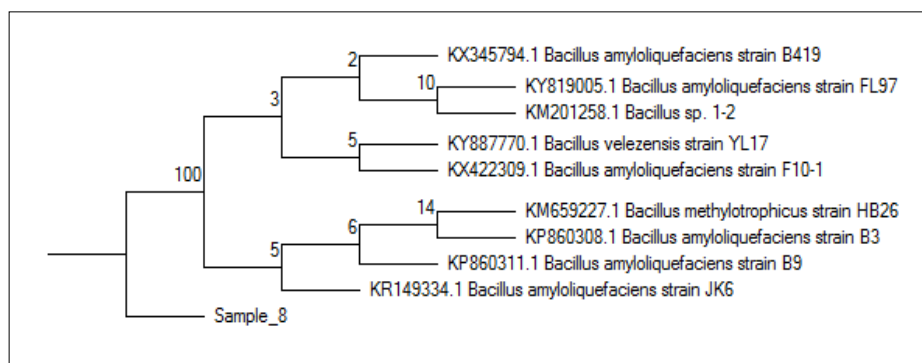 2
KX345794.1 Bacillus amyloliquefaciens strain B419
10
KY819005.1 Bacillus amyloliquefaciens strain FL97
3
KM201258.1 Bacillus sp. 1-2
5
KY887770.1 Bacillus velezensis strain YL17
KX422309.1 Bacillus amyloliquefaciens strain F10-1
100
14
KM659227.1 Bacillus methylotrophicus strain HB26
6
KP860308.1 Bacillus amyloliquefaciens strain B3
5
KP860311.1 Bacillus amyloliquefaciens strain B9
KR149334.1 Bacillus amyloliquefaciens strain JK6
Sample_8